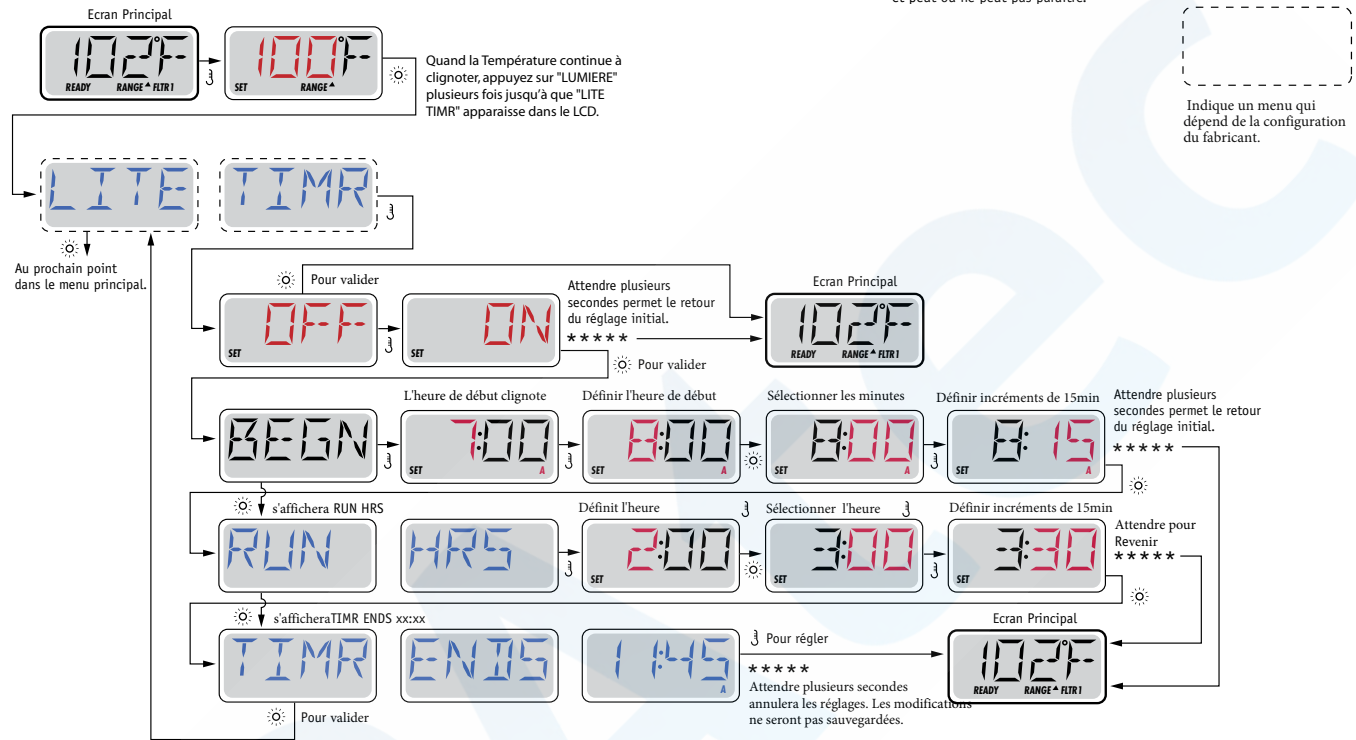 et peut ou ne peut pas paraître.
Ecran Principal
102°F
READY RANGE FLTR1
100°F
SET RANGE
Quand la Température continue à
clignoter, appuyez sur "LUMIERE"
plusieurs fois jusqu'à que "LITE
TIMR" apparaisse dans le LCD.
Indique un menu qui
dépend de la configuration
du fabricant.
LITE TIMR
Au prochain point
dans le menu principal.
Pour valider
OFF
SET
ON
SET
Attendre plusieurs
secondes permet le retour
du réglage initial.
*****
Pour valider
Ecran Principal
102°F
READY RANGE FLTR1
BEGN
L'heure de début clignote
7:00
SET A
Définir l'heure de début
8:00
SET A
Sélectionner les minutes
8:00
SET A
Définir incréments de 15min
8:15
SET A
Attendre plusieurs
secondes permet le retour
du réglage initial.
*****
s'affichera RUN HRS
RUN HRS
Définit l'heure
2:00
SET
Sélectionner l'heure
3:00
SET
Définir incréments de 15min
3:30
SET
Attendre pour
Revenir
*****
s'afficheraTIMR ENDS xx:xx
TIMR ENDS 11:45
A
Pour régler
*****
Attendre plusieurs secondes
annulera les réglages. Les modifications
ne seront pas sauvegardées.
Ecran Principal
102°F
READY RANGE FLTR1
Pour valider